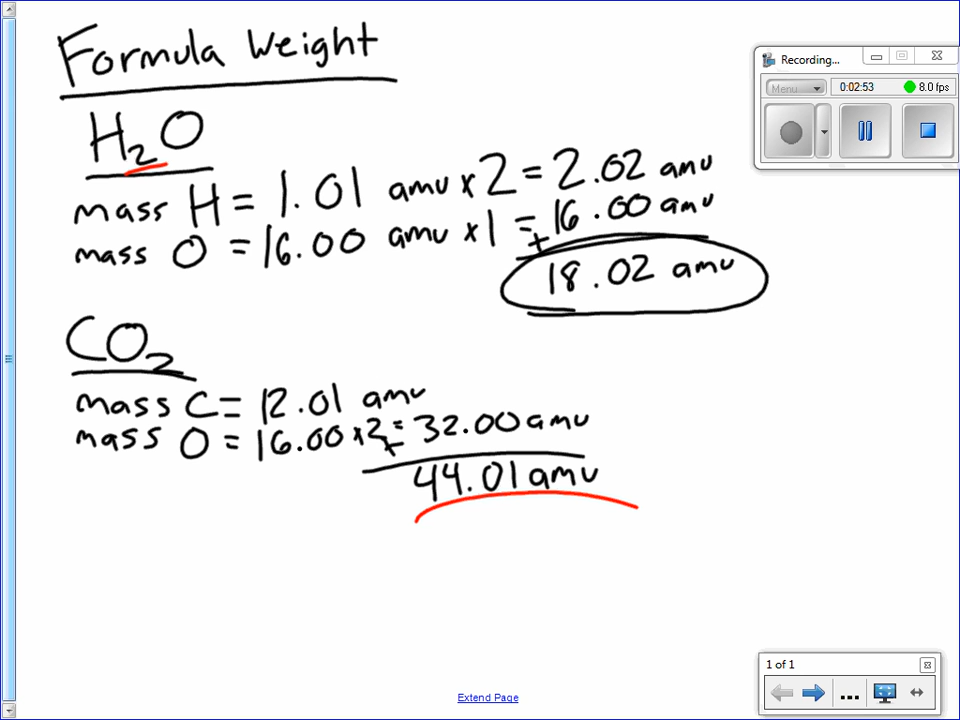 Formula Weight
H2O
mass H = 1.01 amu x 2 = 2.02 amu
mass O = 16.00 amu x 1 = + 16.00 amu
18.02 amu
CO2
mass C = 12.01 amu
mass O = 16.00 x 2 = + 32.00 amu
44.01 amu
Recording...
Menu
0:02:53
8.0 fps
1 of 1
...
Extend Page